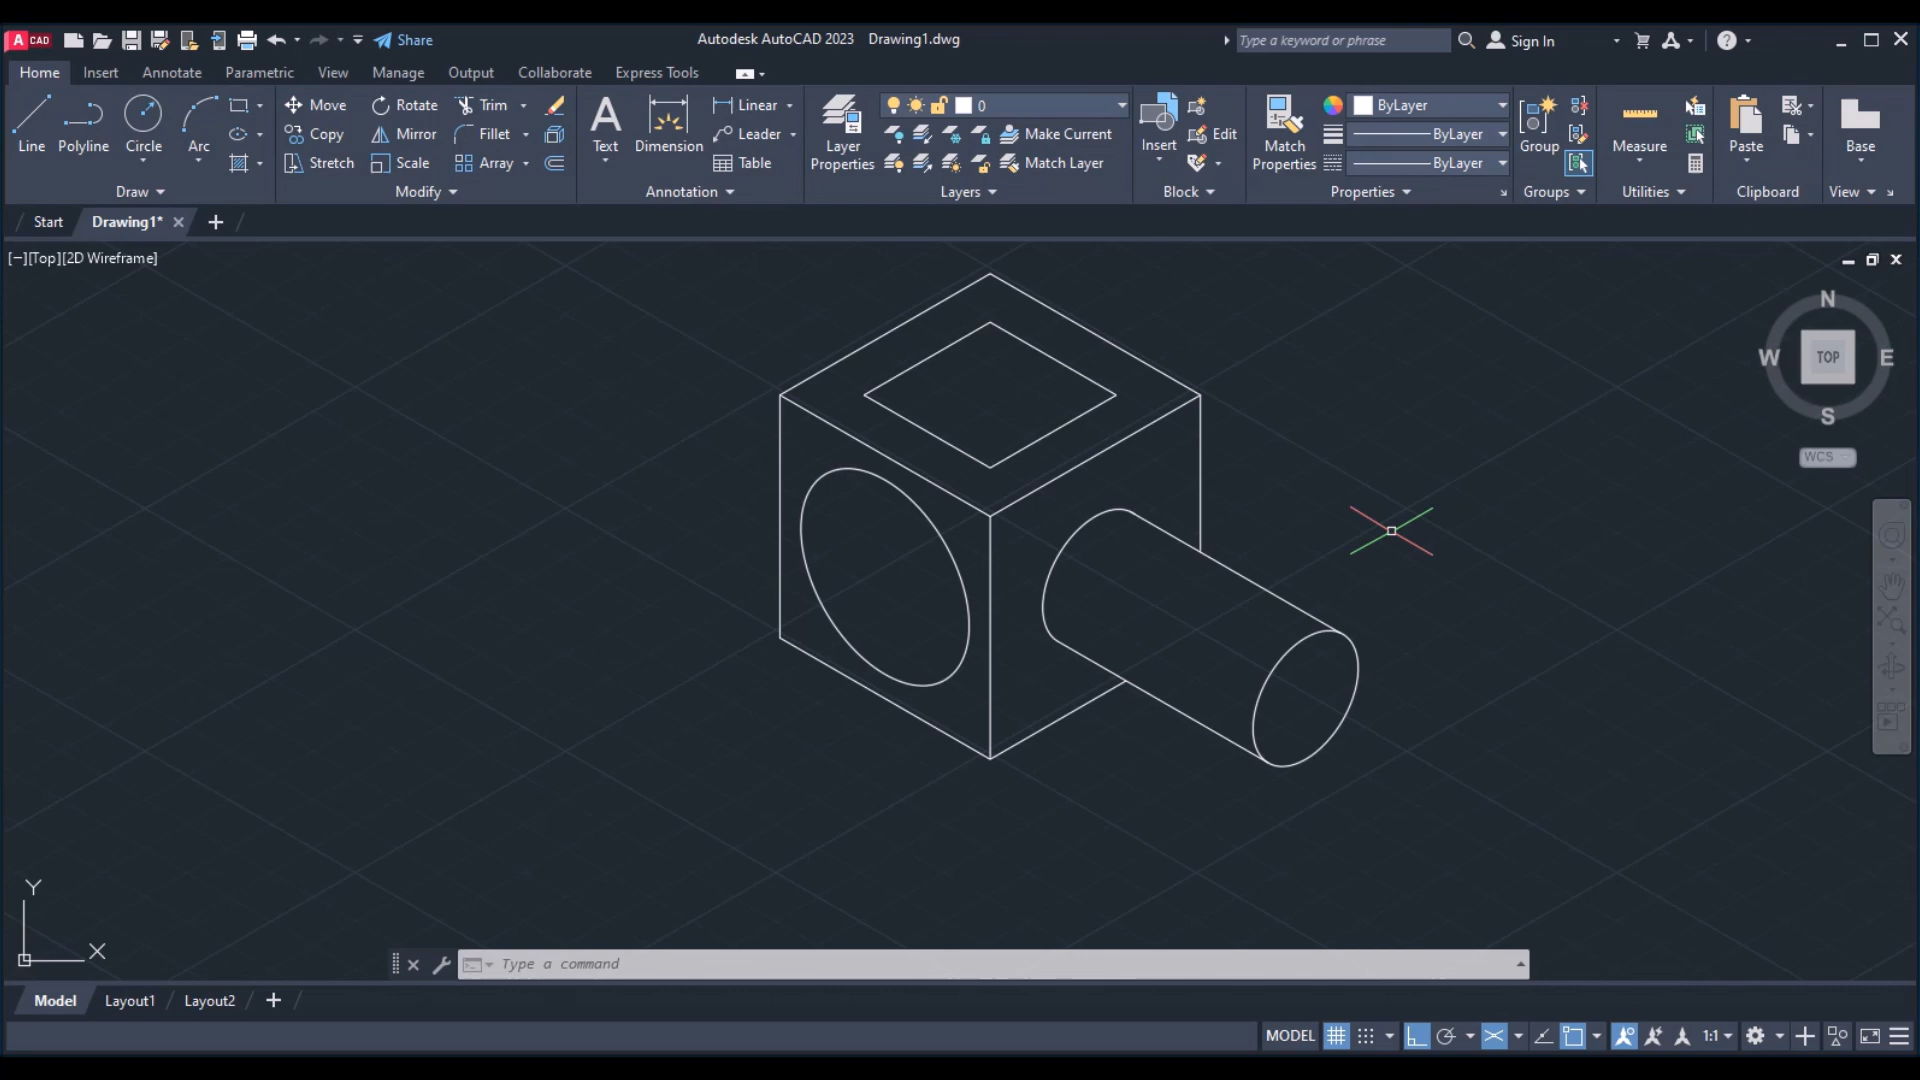 A CAD Share Autodesk AutoCAD 2023 Drawing1.dwg Type a keyword or phrase Sign In
Home Insert Annotate Parametric View Manage Output Collaborate Express Tools
Line Polyline Circle Arc
Move Rotate Trim
Copy Mirror Fillet
Stretch Scale Array
Text Dimension
Linear
Leader
Table
Layer Properties
0
Make Current
Match Layer
Insert
Edit
Match Properties
ByLayer
ByLayer
ByLayer
Group
Measure
Paste
Base
Draw Modify Annotation Layers Block Properties Groups Utilities Clipboard View
Start Drawing1*
[−][Top][2D Wireframe]
N
W TOP E
S
WCS
Y
X
Type a command
Model Layout1 Layout2
MODEL 1:1